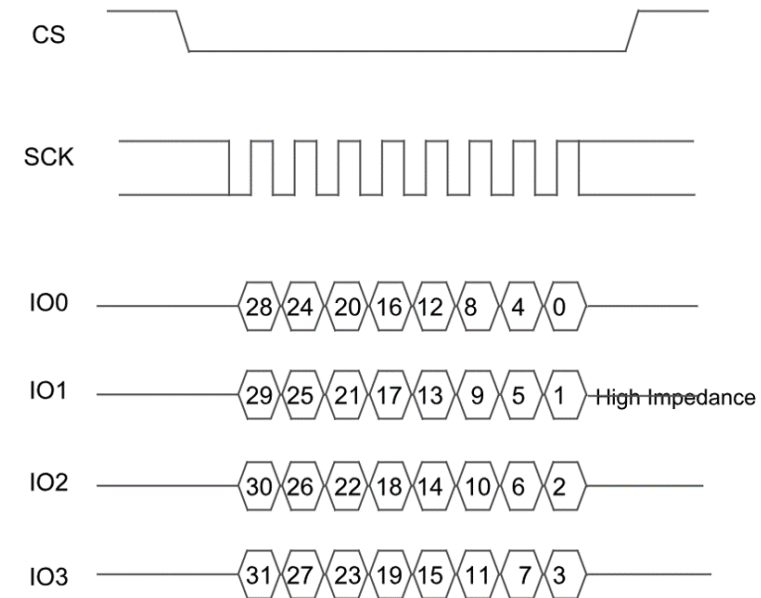 CS
SCK
IO0 28 24 20 16 12 8 4 0
IO1 29 25 21 17 13 9 5 1 High Impedance
IO2 30 26 22 18 14 10 6 2
IO3 31 27 23 19 15 11 7 3